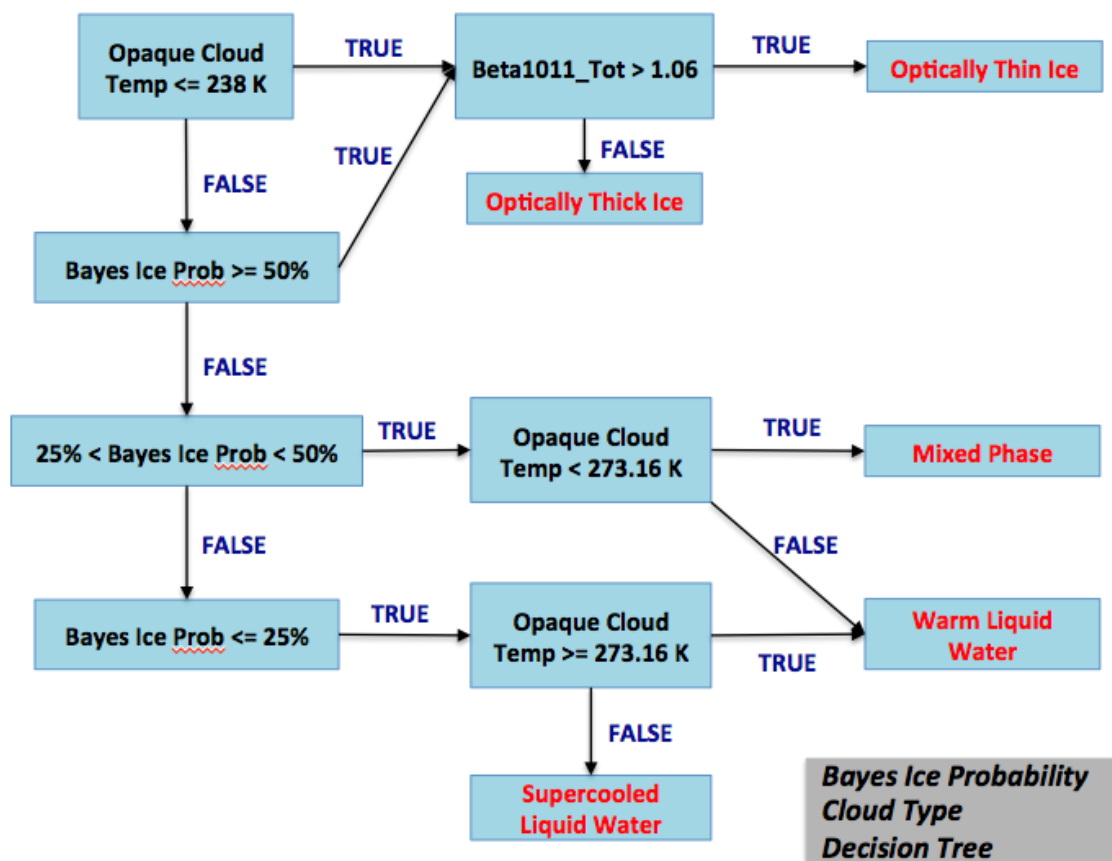 Opaque Cloud
Temp <= 238 K
TRUE
Beta1011_Tot > 1.06
TRUE
Optically Thin Ice
TRUE
FALSE
FALSE
Optically Thick Ice
Bayes Ice Prob >= 50%
FALSE
25% < Bayes Ice Prob < 50%
TRUE
Opaque Cloud
Temp < 273.16 K
TRUE
Mixed Phase
FALSE
FALSE
Bayes Ice Prob <= 25%
TRUE
Opaque Cloud
Temp >= 273.16 K
TRUE
Warm Liquid
Water
FALSE
Supercooled
Liquid Water
Bayes Ice Probability
Cloud Type
Decision Tree